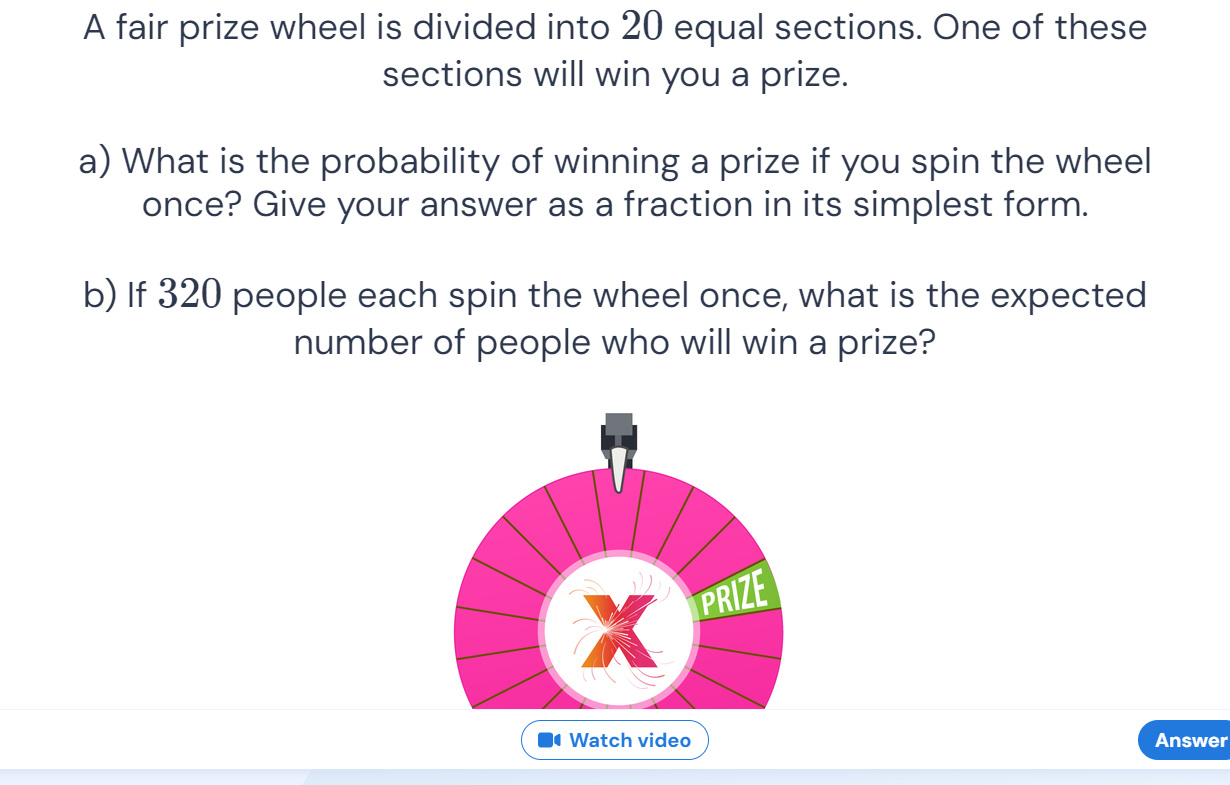 A fair prize wheel is divided into 20 equal sections. One of these
sections will win you a prize.
a) What is the probability of winning a prize if you spin the wheel
once? Give your answer as a fraction in its simplest form.
b) If 320 people each spin the wheel once, what is the expected
number of people who will win a prize?
PRIZE
X
Watch video
Answer